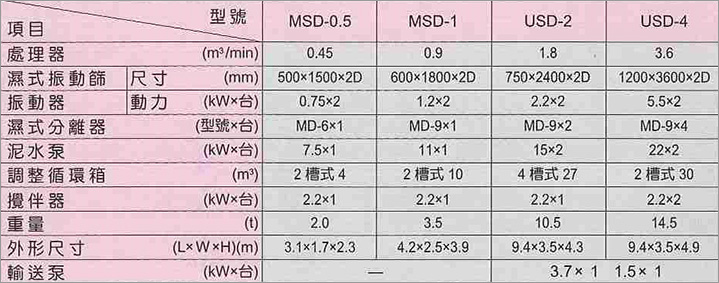 項目 型號 MSD-0.5 MSD-1 USD-2 USD-4
處理器 (m³/min) 0.45 0.9 1.8 3.6
濕式振動篩 尺寸 (mm) 500×1500×2D 600×1800×2D 750×2400×2D 1200×3600×2D
振動器 動力 (kW×台) 0.75×2 1.2×2 2.2×2 5.5×2
濕式分離器 (型號×台) MD-6×1 MD-9×1 MD-9×2 MD-9×4
泥水泵 (kW×台) 7.5×1 11×1 15×2 22×2
調整循環箱 (m³) 2槽式4 2槽式10 4槽式27 2槽式30
攪伴器 (kW×台) 2.2×1 2.2×1 2.2×1 2.2×2
重量 (t) 2.0 3.5 10.5 14.5
外形尺寸 (L×W×H)(m) 3.1×1.7×2.3 4.2×2.5×3.9 9.4×3.5×4.3 9.4×3.5×4.9
輸送泵 (kW×台) — 3.7×1 1.5×1